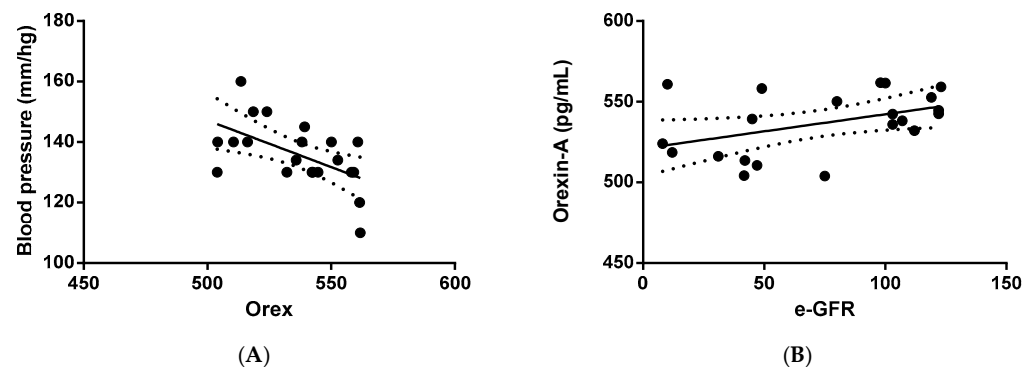 180
160
140
120
100
Blood pressure (mm/hg)
450 500 550 600
Orex
(A)
600
550
500
450
Orexin-A (pg/mL)
0 50 100 150
e-GFR
(B)